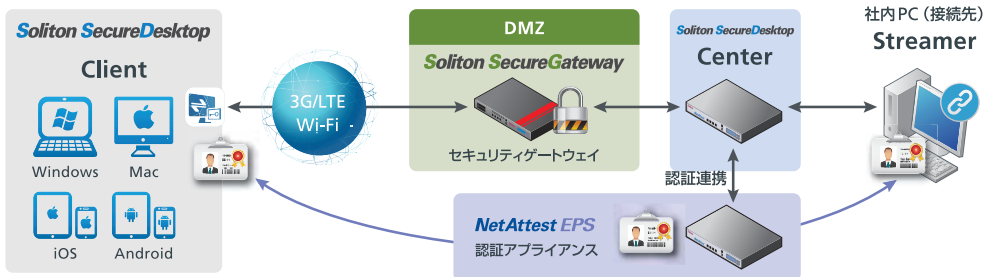 Soliton SecureDesktop
Client
Windows
Mac
iOS
Android
3G/LTE
Wi-Fi
DMZ
Soliton SecureGateway
セキュリティゲートウェイ
Soliton SecureDesktop
Center
認証連携
NetAttest EPS
認証アプライアンス
社内PC（接続先）
Streamer